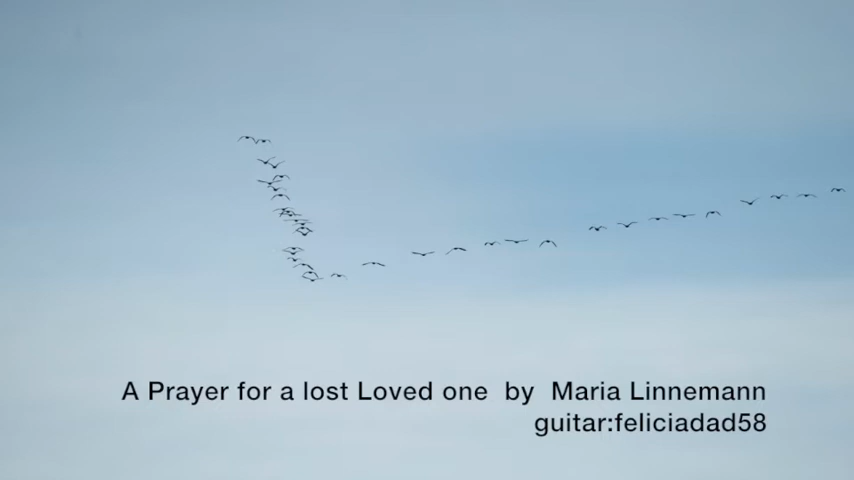 A Prayer for a lost Loved one by Maria Linnemann
guitar:feliciadad58